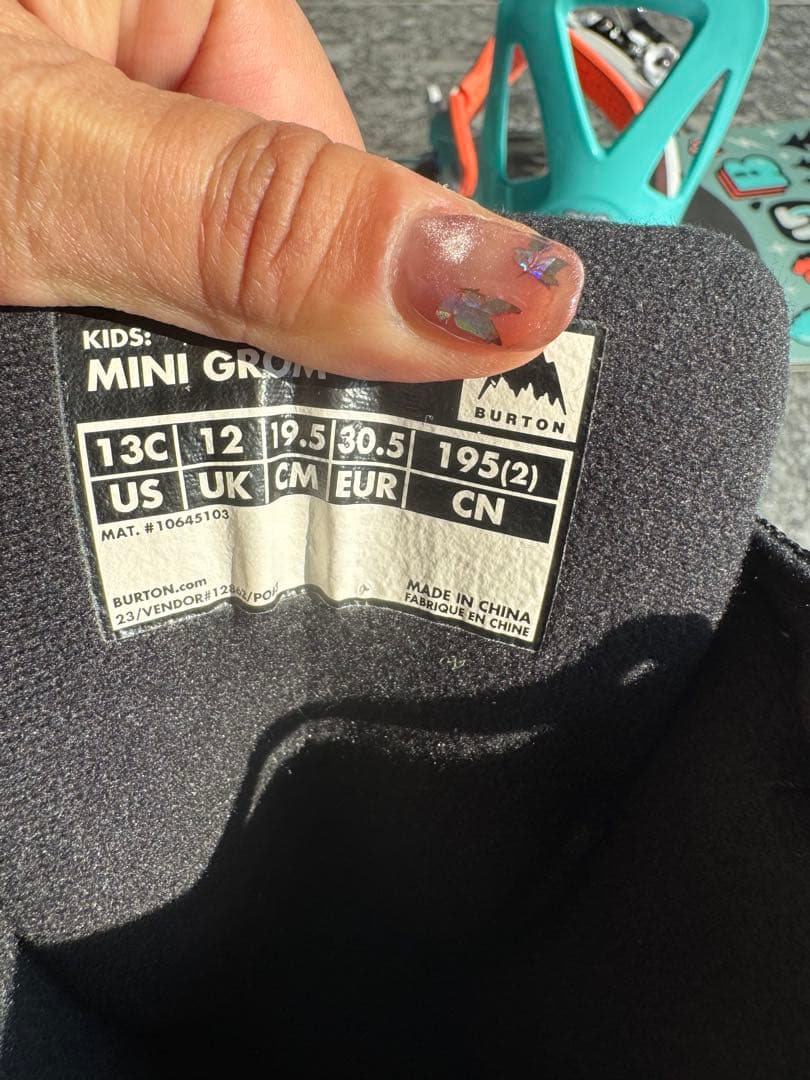 KIDS:
MINI GROM
BURTON
13C 12 19.5 30.5 195(2)
US UK CM EUR CN
MAT. #10645103
BURTON.com
MADE IN CHINA
FABRIQUE EN CHINE
B